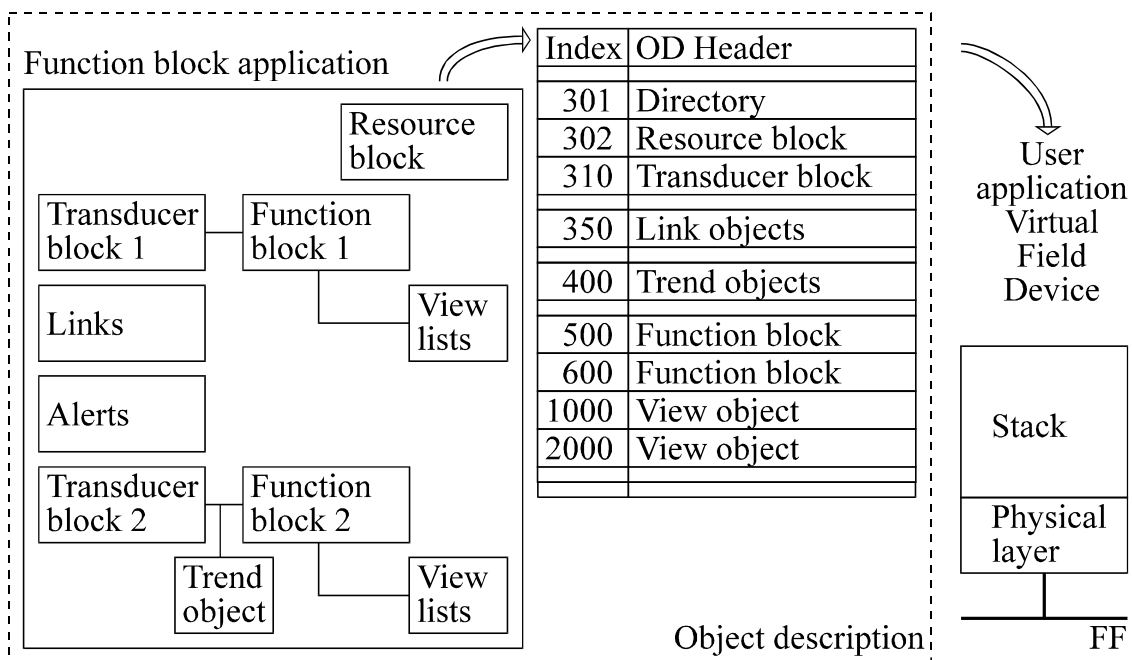 Function block application
Resource
block
Transducer
block 1
Function
block 1
Links
View
lists
Alerts
Transducer
block 2
Function
block 2
Trend
object
View
lists
Index OD Header
301 Directory
302 Resource block
310 Transducer block
350 Link objects
400 Trend objects
500 Function block
600 Function block
1000 View object
2000 View object
Object description
User
application
Virtual
Field
Device
Stack
Physical
layer
FF